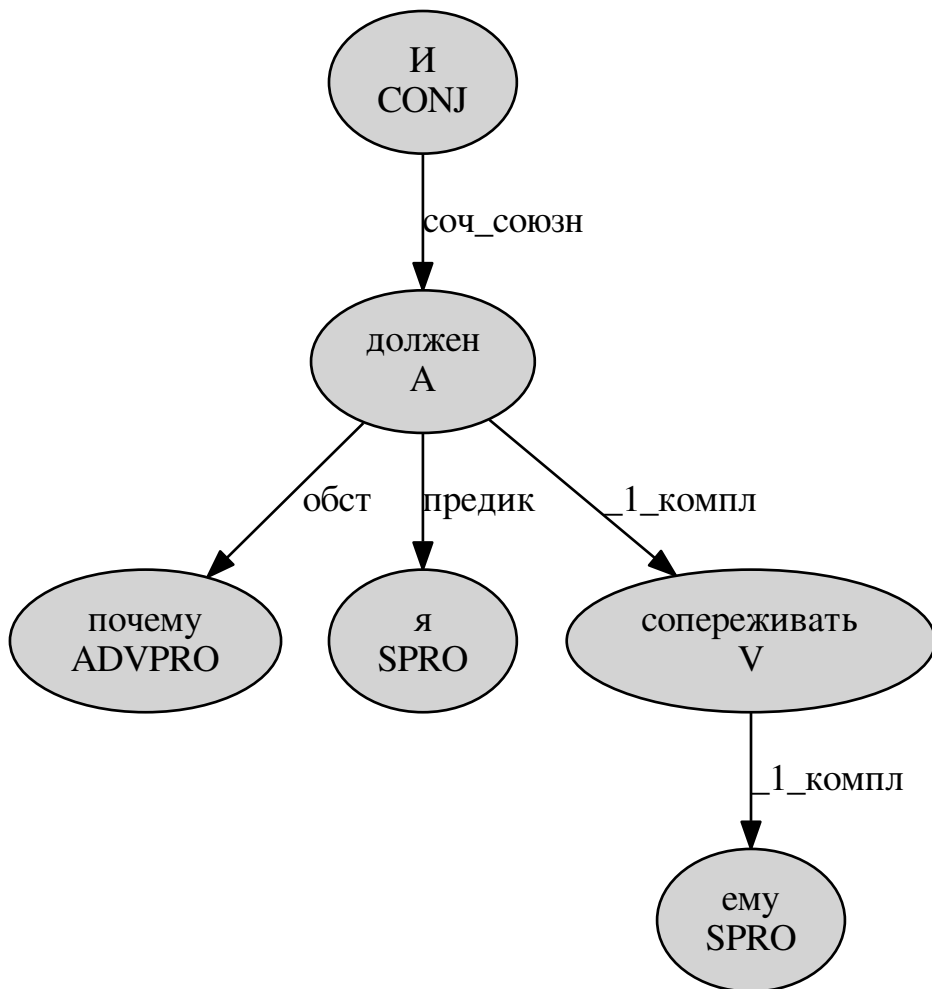 И
CONJ
соч_союзн
должен
A
обст
предик
_1_компл
почему
ADVPRO
я
SPRO
сопереживать
V
_1_компл
ему
SPRO